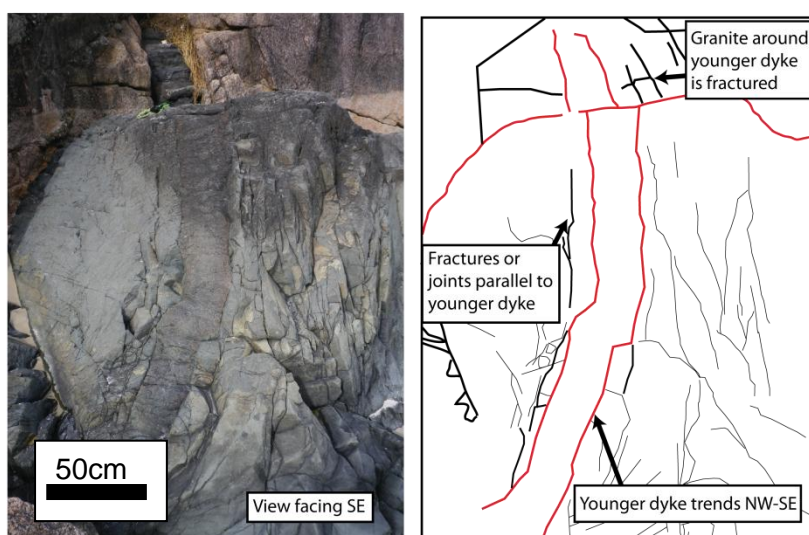 50cm
View facing SE
Granite around
younger dyke
is fractured
Fractures or
joints parallel to
younger dyke
Younger dyke trends NW-SE